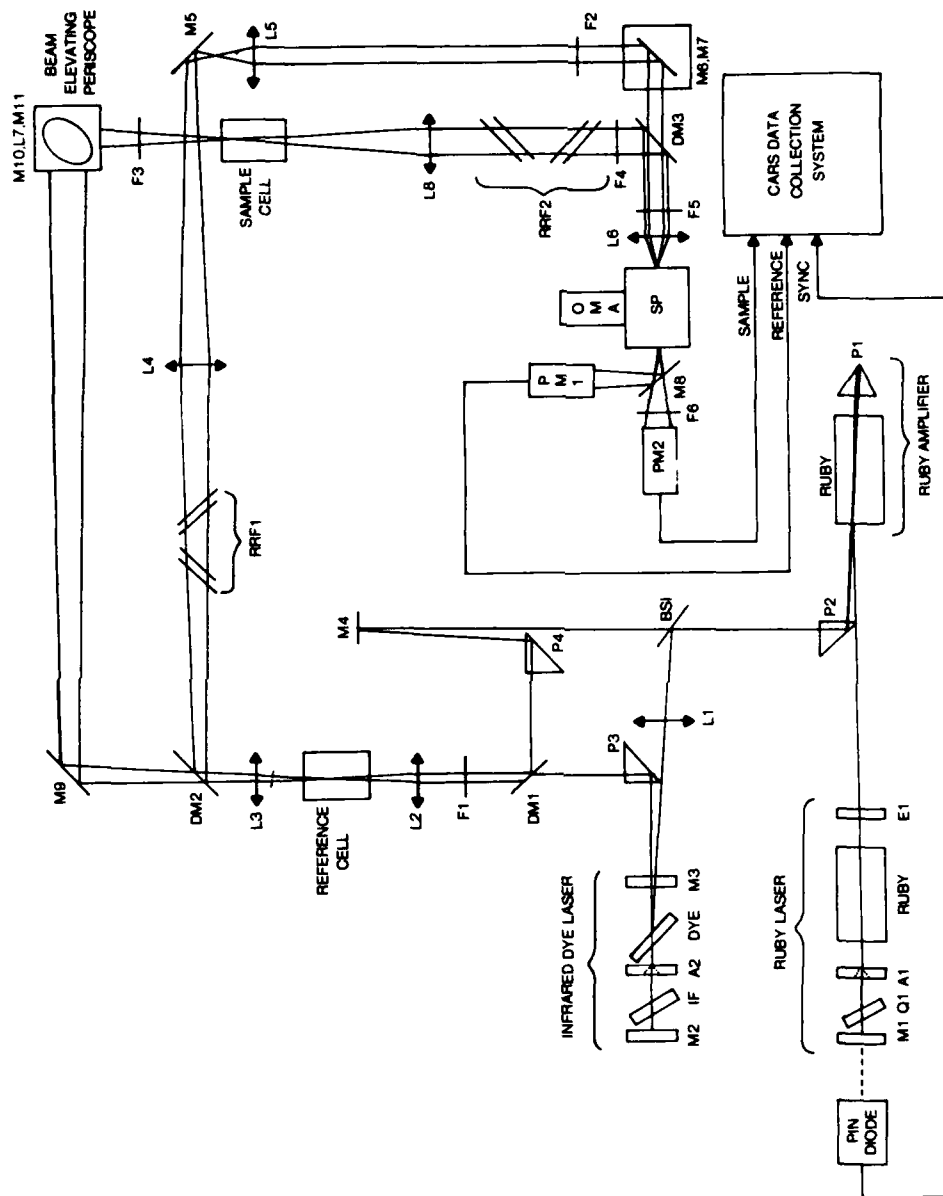 BEAM
ELEVATING
PERISCOPE
M10,L7,M11
M5
L5
F2
M6,M7
F3
SAMPLE
CELL
L8
RRF2
F4
DM3
F5
L6
CARS DATA
COLLECTION
SYSTEM
SAMPLE
REFERENCE
SYNC
OMA
SP
PM1
M8
F6
PM2
L4
RRF1
M9
DM2
L3
REFERENCE
CELL
L2
F1
DM1
M4
P4
BSI
P2
RUBY
P1
RUBY AMPLIFIER
L1
P3
INFRARED DYE LASER
M2
IF
A2
DYE
M3
RUBY LASER
M1
Q1
A1
RUBY
E1
PIN
DIODE